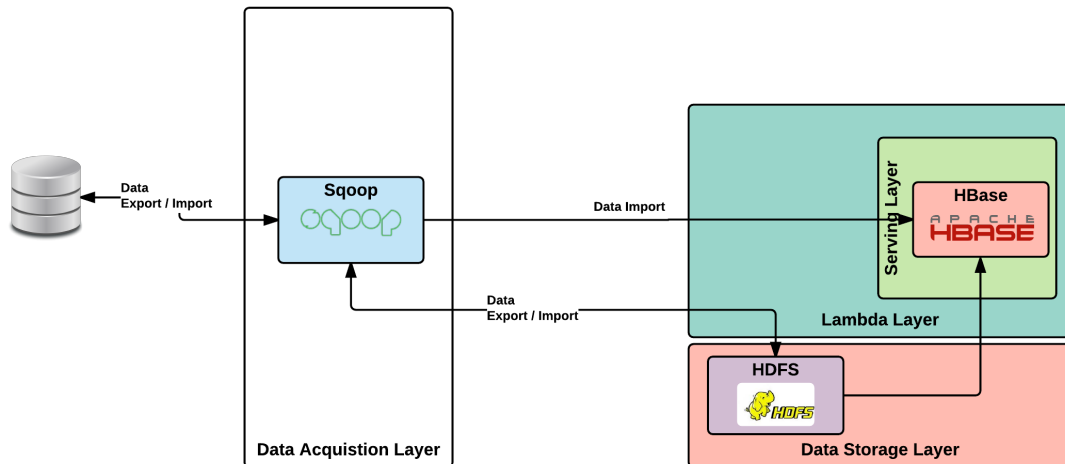 Data
Export / Import
Sqoop
sqoop
Data Import
Serving Layer
HBase
APACHE
HBASE
Data
Export / Import
Lambda Layer
HDFS
HDFS
Data Acquistion Layer
Data Storage Layer